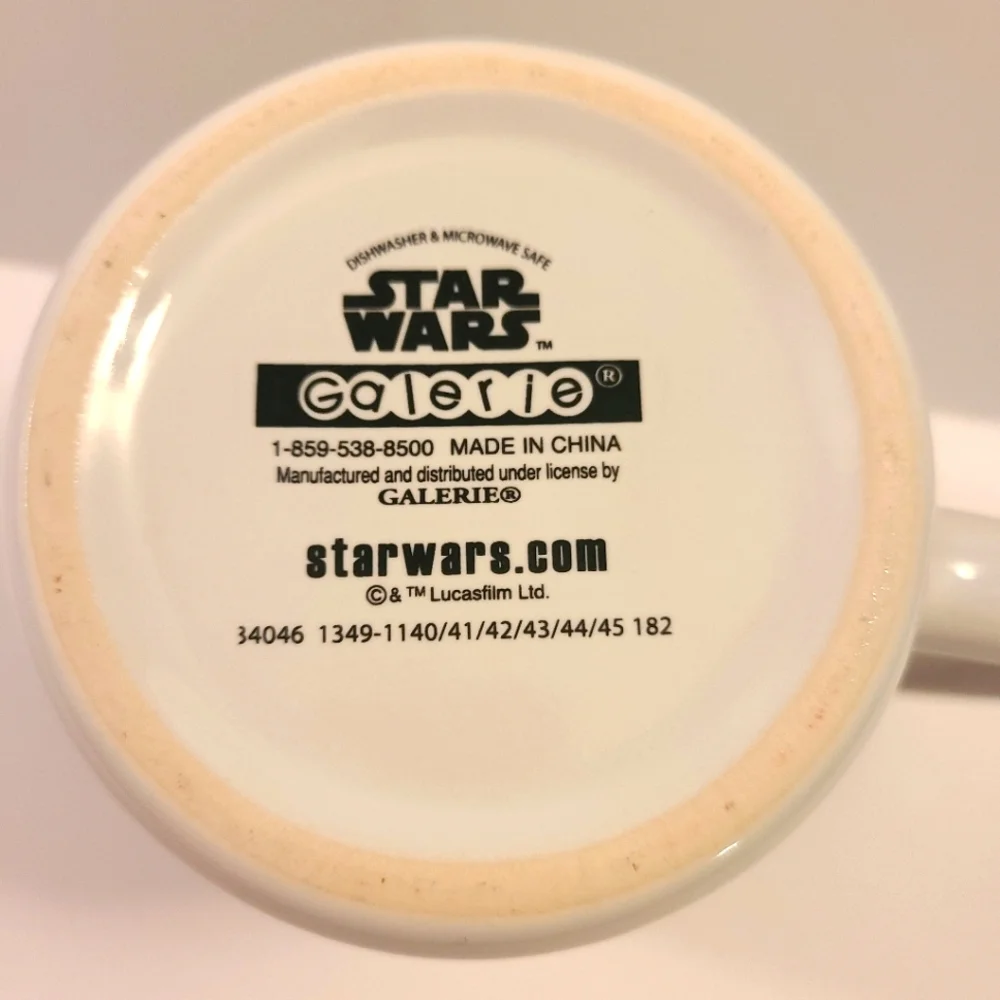 DISHWASHER & MICROWAVE SAFE
STAR
WARS™
Galerie®
1-859-538-8500 MADE IN CHINA
Manufactured and distributed under license by
GALERIE®
starwars.com
©& ™ Lucasfilm Ltd.
34046 1349-1140/41/42/43/44/45 182